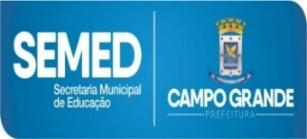 SEMED
Secretaria Municipal
de Educação
CAMPO GRANDE
PREFEITURA